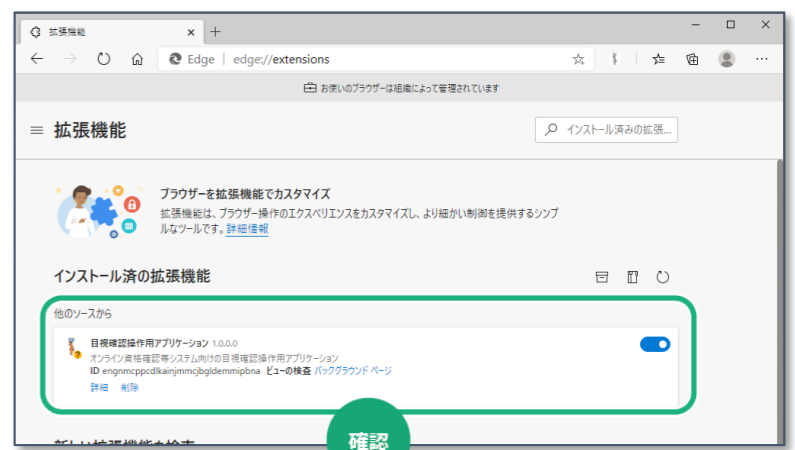 拡張機能
Edge | edge://extensions
お使いのブラウザーは組織によって管理されています
拡張機能
インストール済みの拡張...
ブラウザーを拡張機能でカスタマイズ
拡張機能は、ブラウザー操作のエクスペリエンスをカスタマイズし、より細かい制御を提供するシンプ
ルなツールです。詳細情報
インストール済の拡張機能
他のソースから
目視確認操作用アプリケーション 1.0.0.0
オンライン資格確認等システム向けの目視確認操作用アプリケーション
ID engnmcppcdlkainjmmcjbgldemmipbna ビューの検査 バックグラウンド ページ
詳細 削除
確認